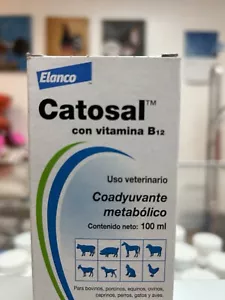 Elanco
Catosal™
con vitamina B12
Uso veterinario
Coadyuvante
metabólico
Contenido neto: 100 ml
Para bovinos, porcinos, equinos, ovinos,
caprinos, perros, gatos y aves.